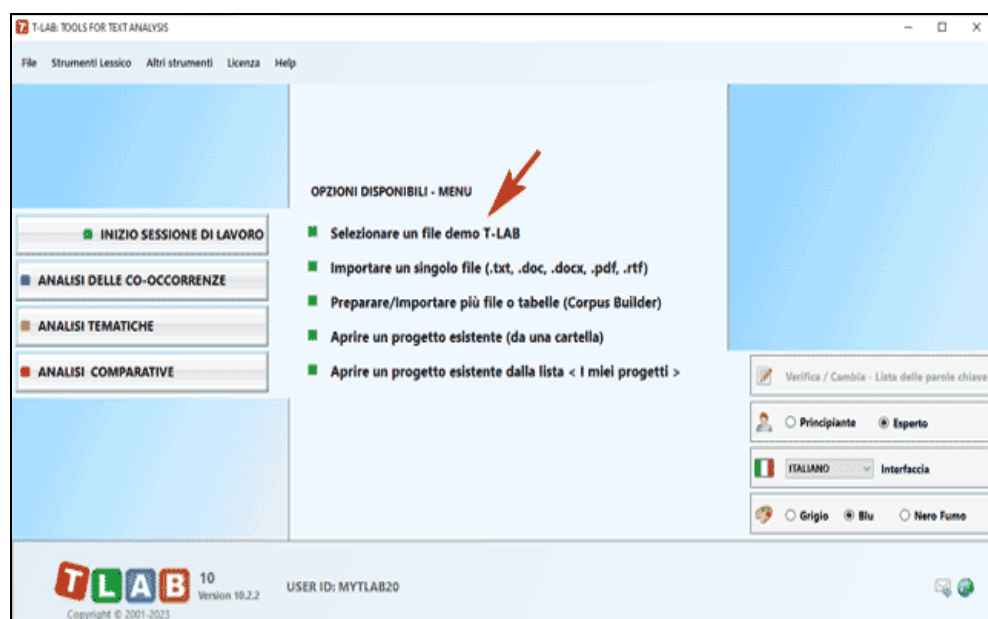 T-LAB: TOOLS FOR TEXT ANALYSIS
File Strumenti Lessico Altri strumenti Licenza Help
OPZIONI DISPONIBILI - MENU
INIZIO SESSIONE DI LAVORO
ANALISI DELLE CO-OCCORRENZE
ANALISI TEMATICHE
ANALISI COMPARATIVE
Selezionare un file demo T-LAB
Importare un singolo file (.txt, .doc, .docx, .pdf, .rtf)
Preparare/Importare più file o tabelle (Corpus Builder)
Aprire un progetto esistente (da una cartella)
Aprire un progetto esistente dalla lista < I miei progetti >
Verifica / Cambia - Lista delle parole chiave
Principiante Esperto
ITALIANO Interfaccia
Grigio Blu Nero Fumo
TLAB
10
Version 10.2.2
Copyright © 2001-2023
USER ID: MYTLAB20